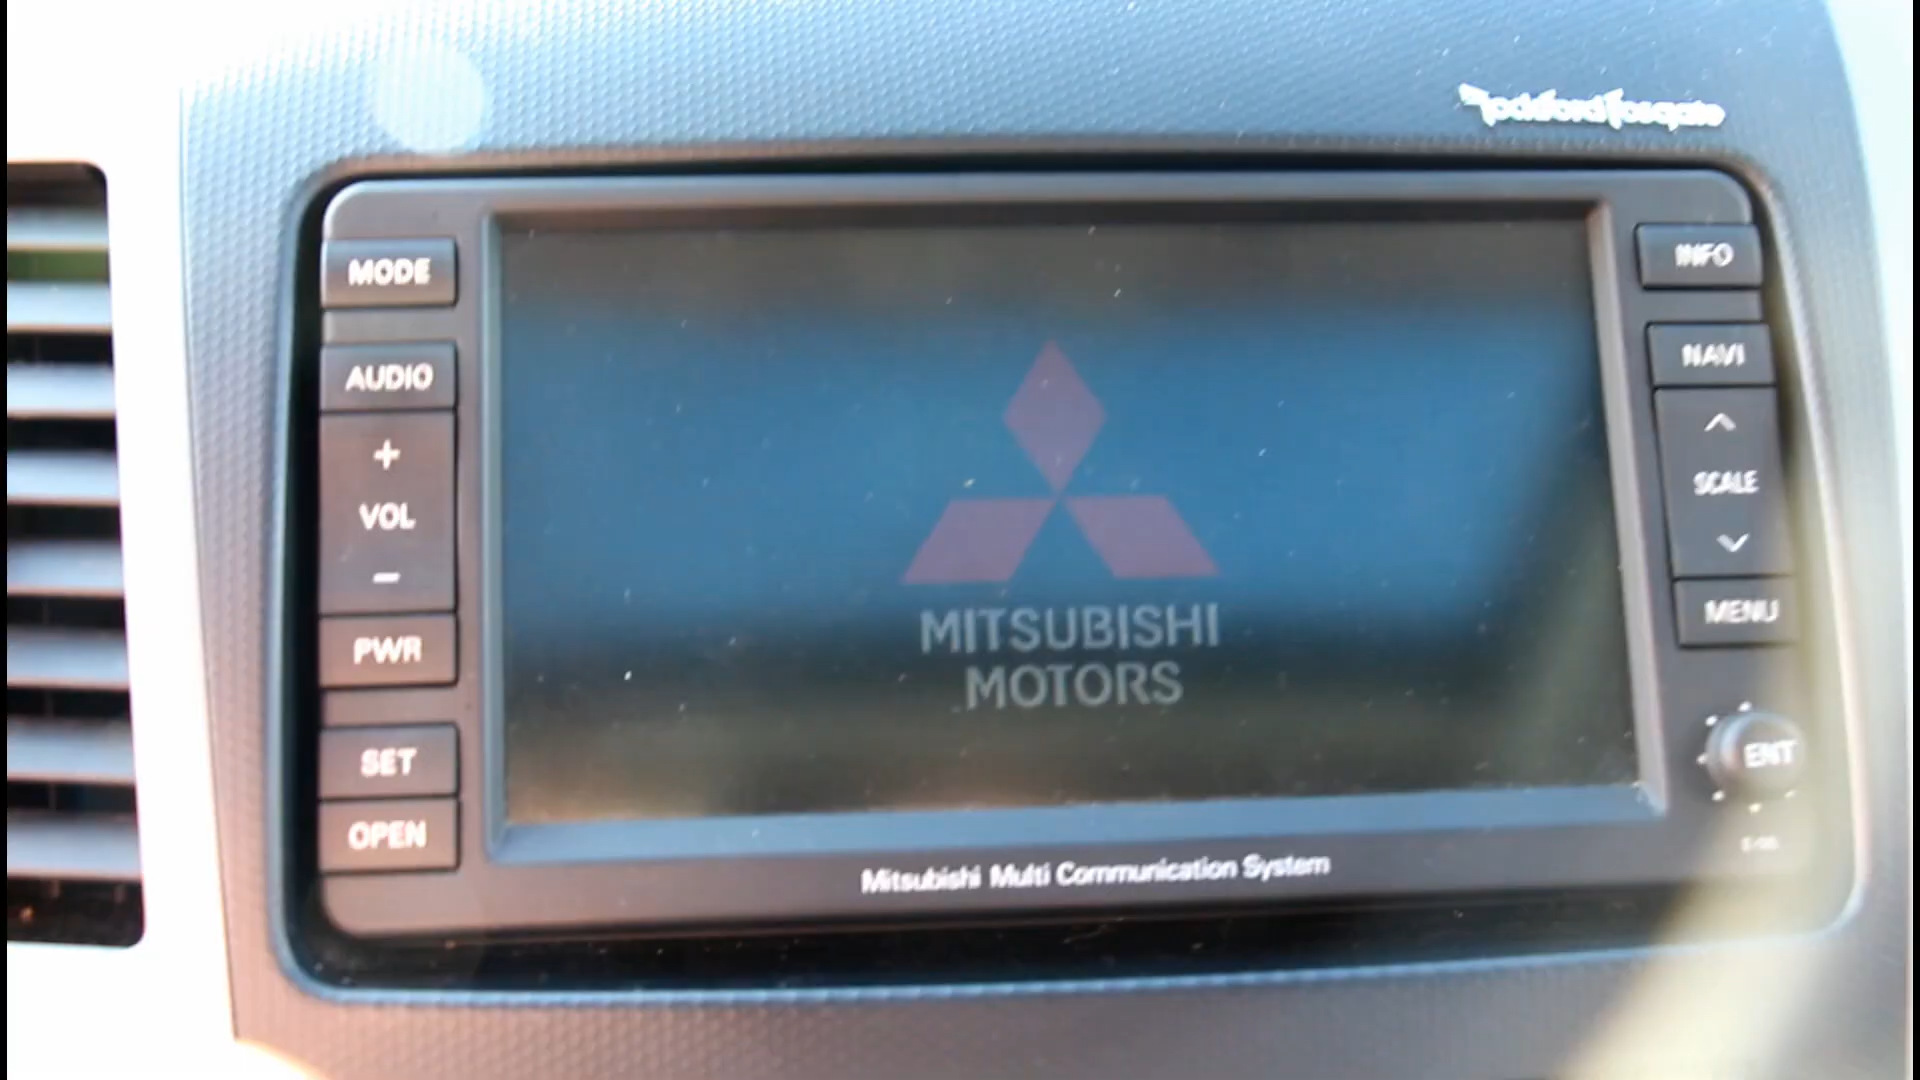 Rockford Fosgate
MODE
INFO
AUDIO
NAVI
+
VOL
−
SCALE
PWR
MENU
MITSUBISHI
MOTORS
SET
ENT
OPEN
Mitsubishi Multi Communication System